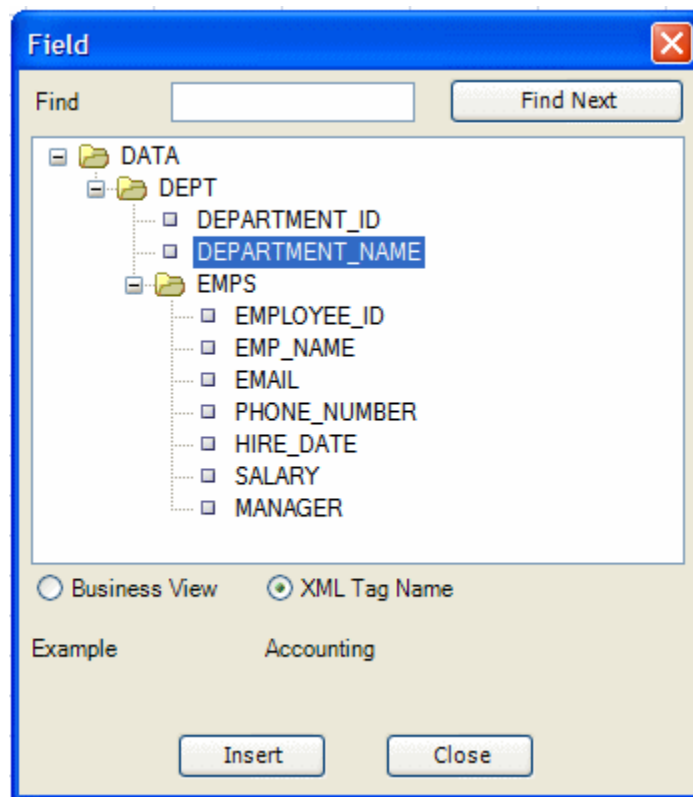 Field
Find Find Next
DATA
DEPT
DEPARTMENT_ID
DEPARTMENT_NAME
EMPS
EMPLOYEE_ID
EMP_NAME
EMAIL
PHONE_NUMBER
HIRE_DATE
SALARY
MANAGER
Business View XML Tag Name
Example Accounting
Insert Close